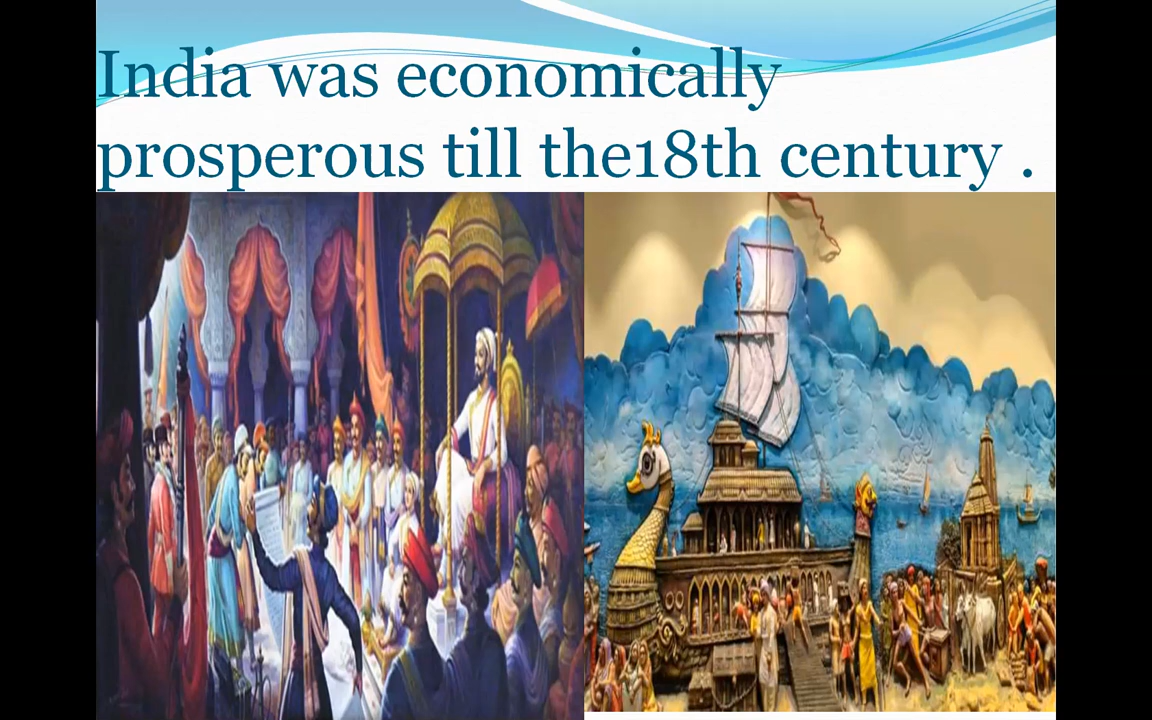 India was economically
prosperous till the18th century .